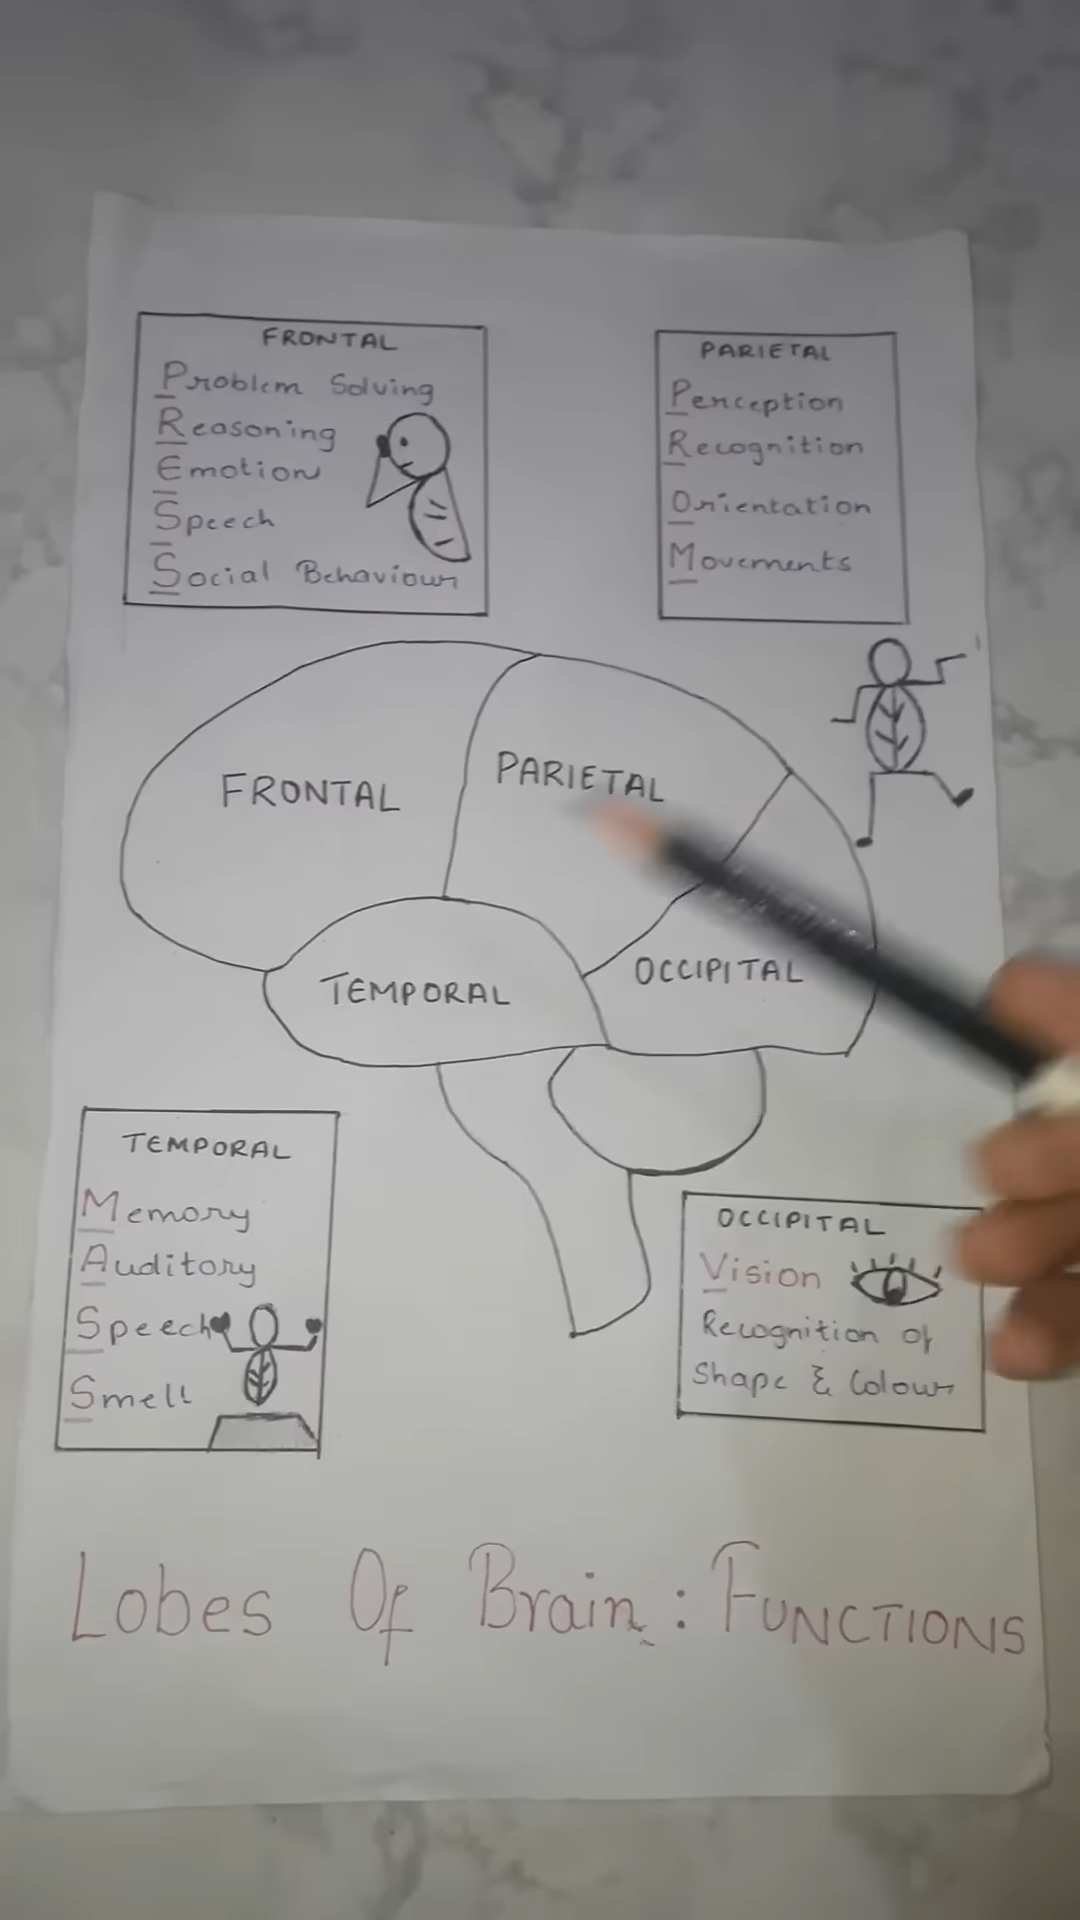 FRONTAL
Problem Solving
Reasoning
Emotion
Speech
Social Behaviour
PARIETAL
Perception
Recognition
Orientation
Movements
FRONTAL
PARIETAL
TEMPORAL
OCCIPITAL
TEMPORAL
Memory
Auditory
Speech
Smell
OCCIPITAL
Vision
Recognition of
Shape & Colour
Lobes Of Brain : FUNCTIONS